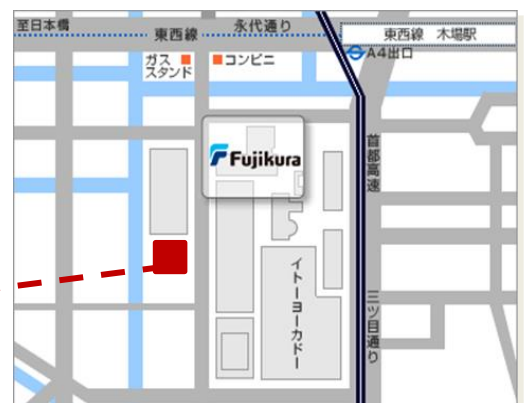 至日本橋
東西線
永代通り
東西線 木場駅
A4出口
ガス
スタンド
コンビニ
Fujikura
首都高速
イトーヨーカドー
三ツ目通り